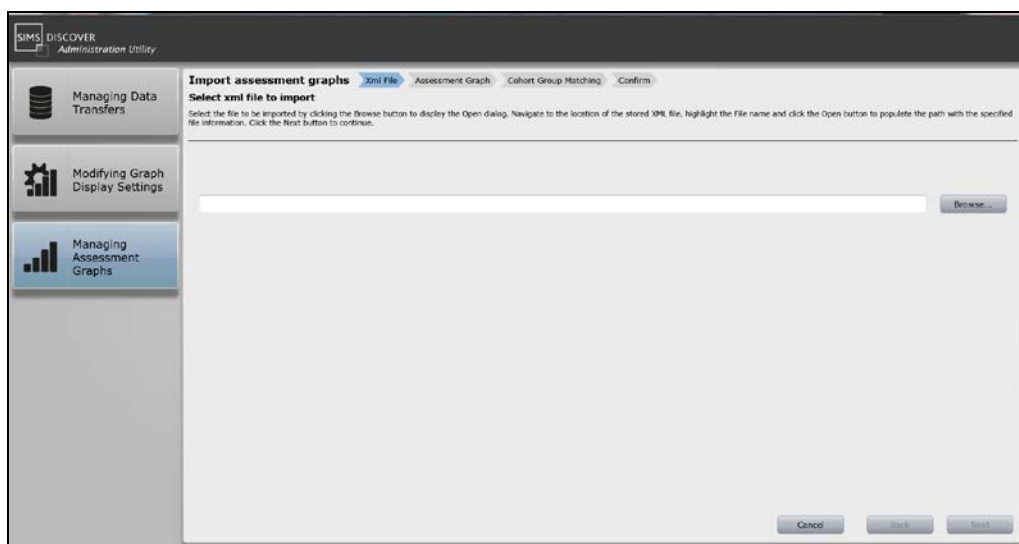 SIMS DISCOVER
Administration Utility
Managing Data
Transfers
Modifying Graph
Display Settings
Managing
Assessment
Graphs
Import assessment graphs Xml File Assessment Graph Cohort Group Matching Confirm
Select xml file to import
Select the file to be imported by clicking the Browse button to display the Open dialog. Navigate to the location of the stored XML file, highlight the File name and click the Open button to populate the path with the specified
file information. Click the Next button to continue.
Browse...
Cancel Back Next